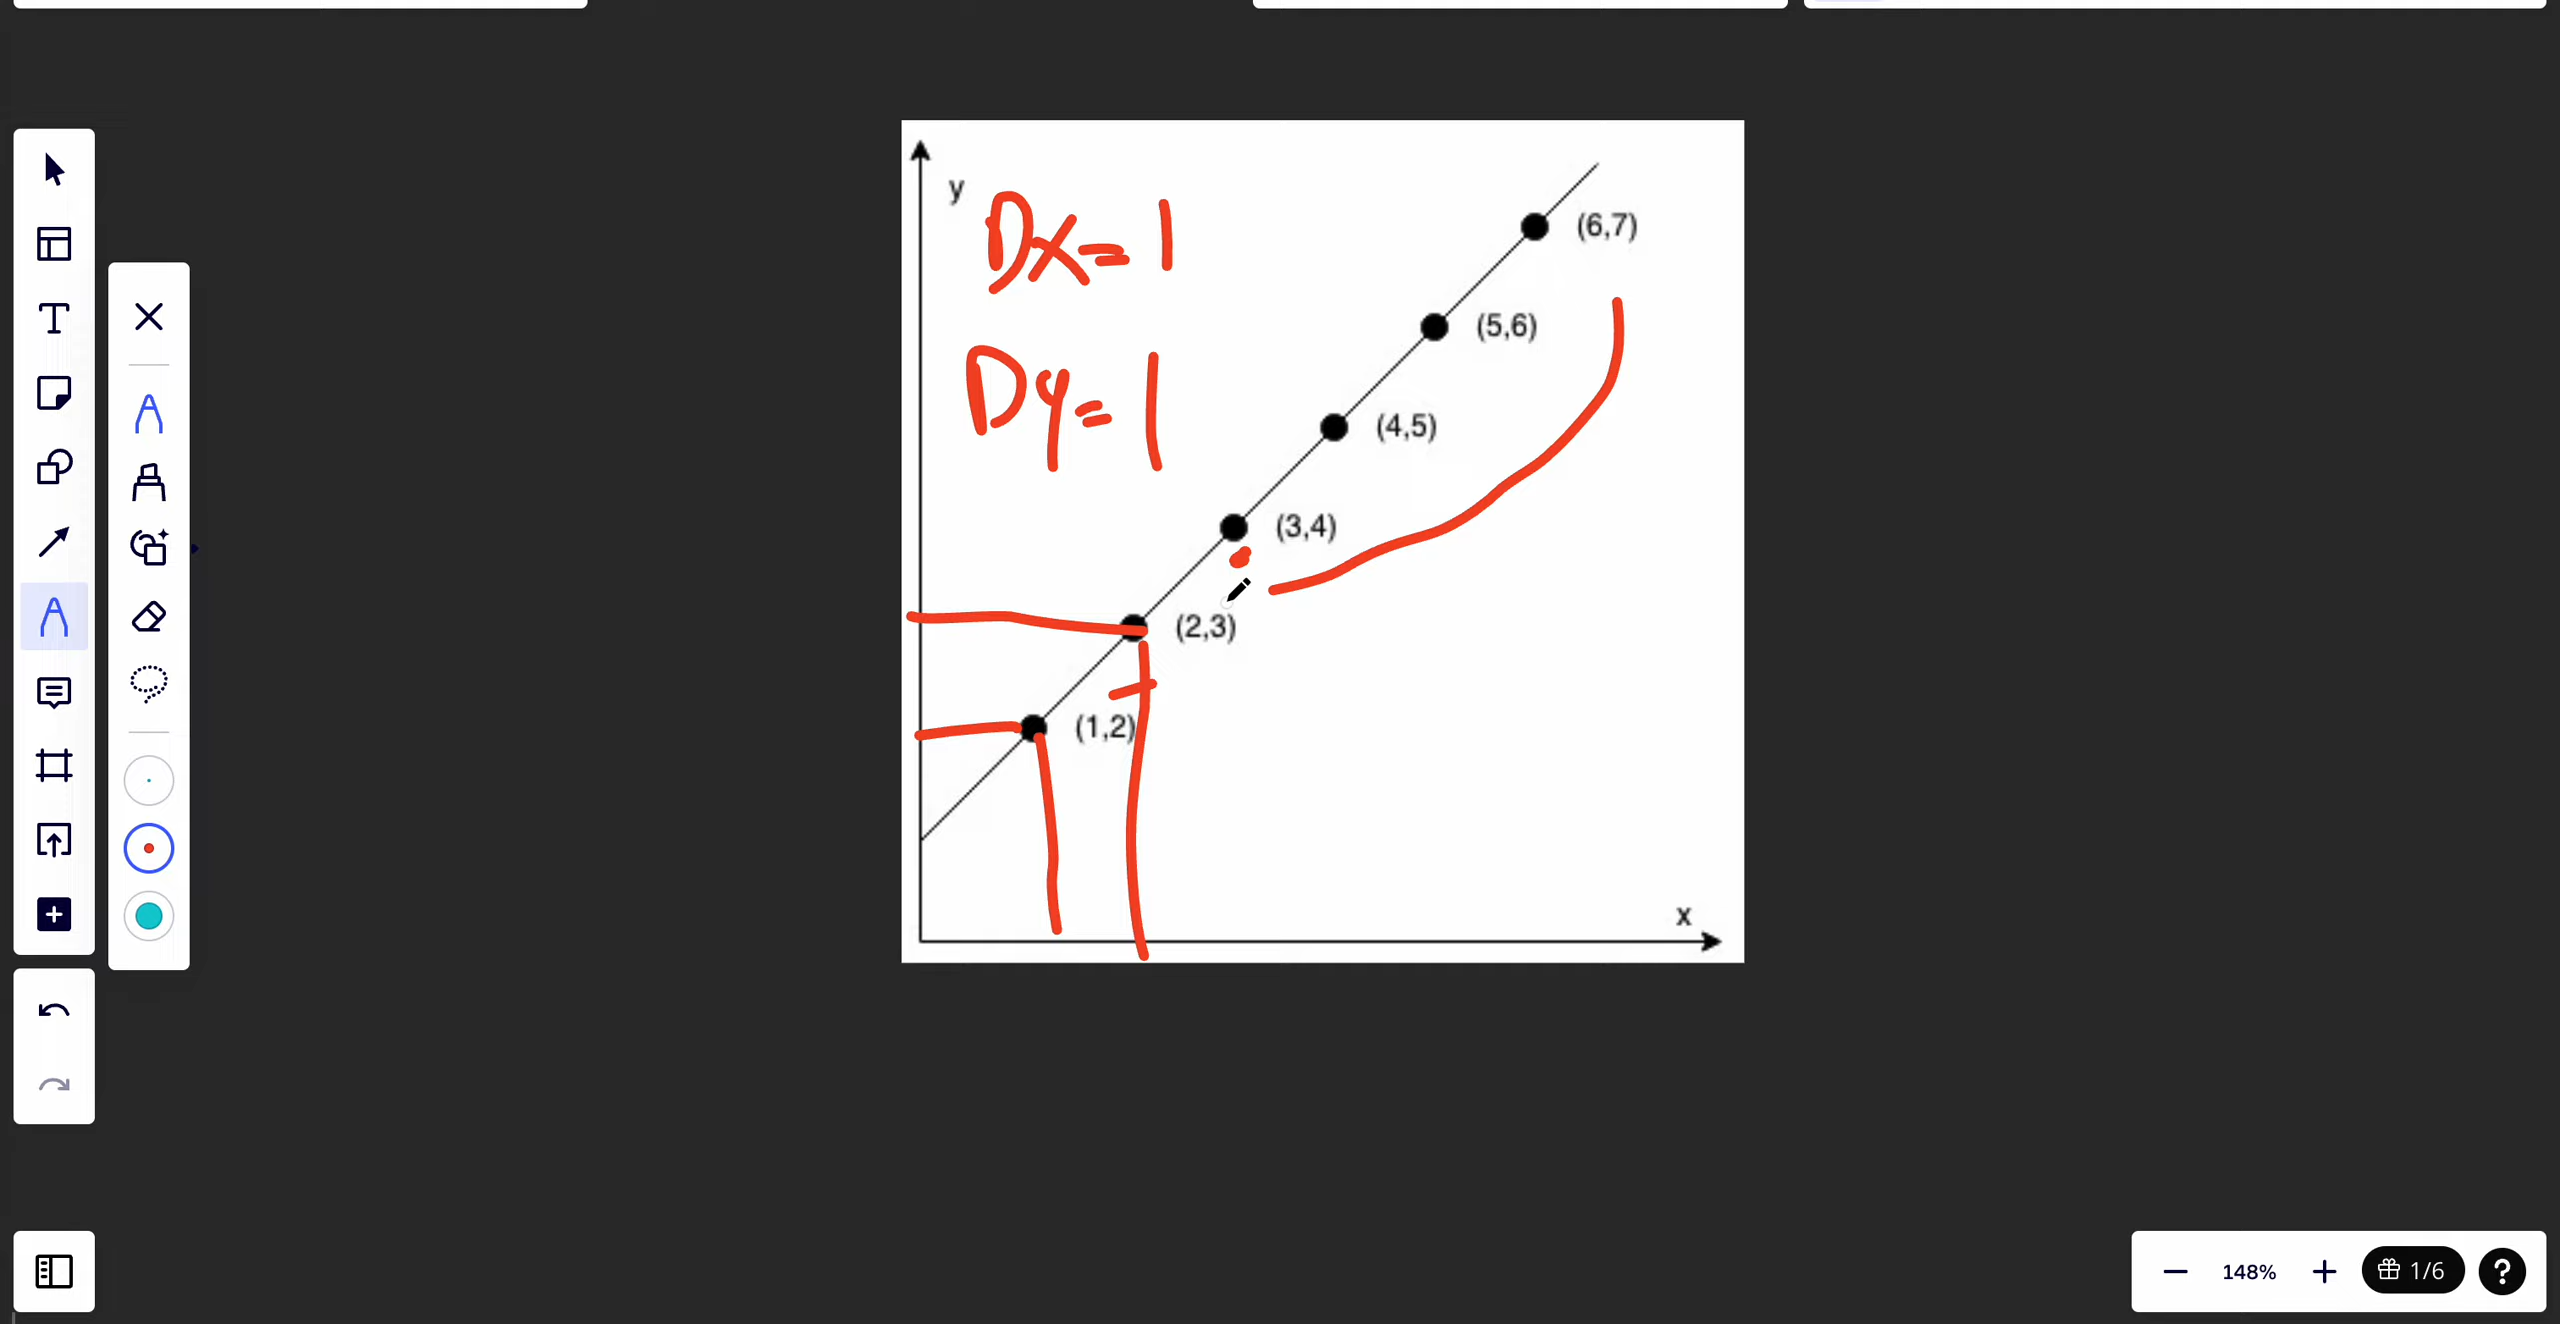 y
Dx=1
(6,7)
(5,6)
Dy=1
(4,5)
(3,4)
(2,3)
(1,2)
x
148%
1/6
?